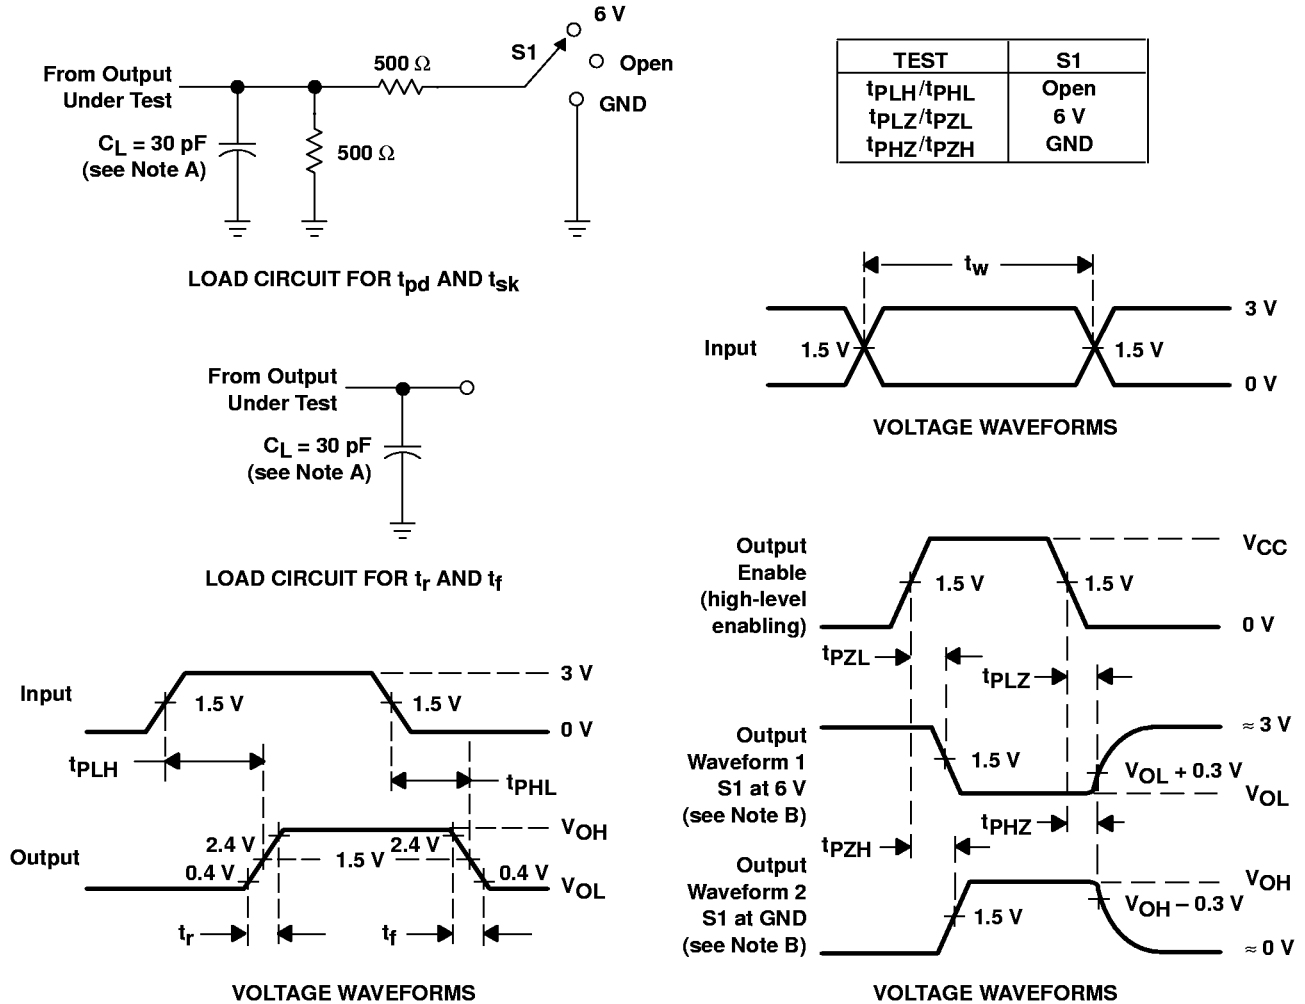 6 V
S1
Open
GND
500 Ω
From Output
Under Test
CL = 30 pF
(see Note A)
500 Ω
LOAD CIRCUIT FOR tpd AND tsk
TEST S1
tPLH/tPHL Open
tPLZ/tPZL 6 V
tPHZ/tPZH GND
tw
3 V
Input 1.5 V 1.5 V
0 V
VOLTAGE WAVEFORMS
From Output
Under Test
CL = 30 pF
(see Note A)
LOAD CIRCUIT FOR tr AND tf
3 V
Input 1.5 V 1.5 V
0 V
tPLH
tPHL
VOH
2.4 V 2.4 V
Output 1.5 V
0.4 V 0.4 V
VOL
tr tf
VOLTAGE WAVEFORMS
Output
Enable
(high-level
enabling)
VCC
1.5 V 1.5 V
0 V
tPZL
tPLZ
Output
Waveform 1
S1 at 6 V
(see Note B)
≈ 3 V
1.5 V
VOL + 0.3 V
VOL
tPHZ
tPZH
Output
Waveform 2
S1 at GND
(see Note B)
VOH
1.5 V
VOH − 0.3 V
≈ 0 V
VOLTAGE WAVEFORMS